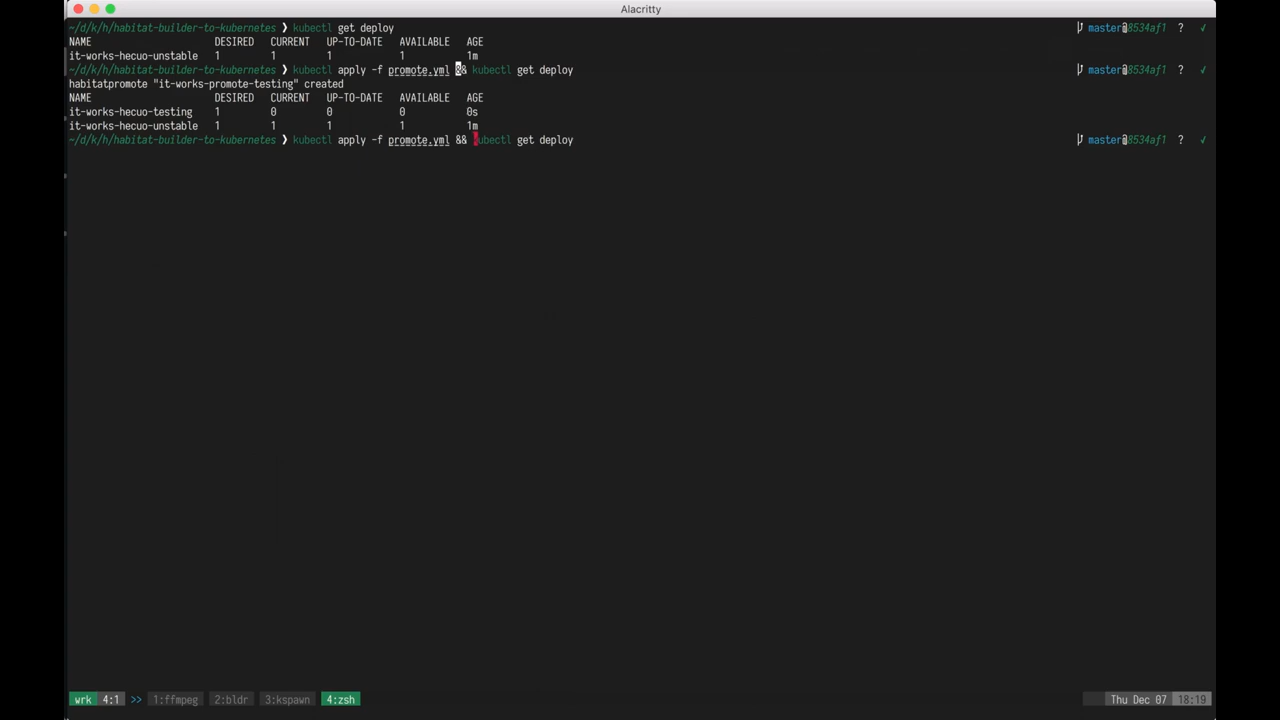 Alacritty
~/d/k/h/habitat-builder-to-kubernetes ❯ kubectl get deploy master@8534af1 ? ✓
NAME DESIRED CURRENT UP-TO-DATE AVAILABLE AGE
it-works-hecuo-unstable 1 1 1 1 1m
~/d/k/h/habitat-builder-to-kubernetes ❯ kubectl apply -f promote.yml && kubectl get deploy master@8534af1 ? ✓
habitatpromote "it-works-promote-testing" created
NAME DESIRED CURRENT UP-TO-DATE AVAILABLE AGE
it-works-hecuo-testing 1 0 0 0 0s
it-works-hecuo-unstable 1 1 1 1 1m
~/d/k/h/habitat-builder-to-kubernetes ❯ kubectl apply -f promote.yml && kubectl get deploy master@8534af1 ? ✓
wrk 4:1 >> 1:ffmpeg 2:bldr 3:kspawn 4:zsh Thu Dec 07 18:19